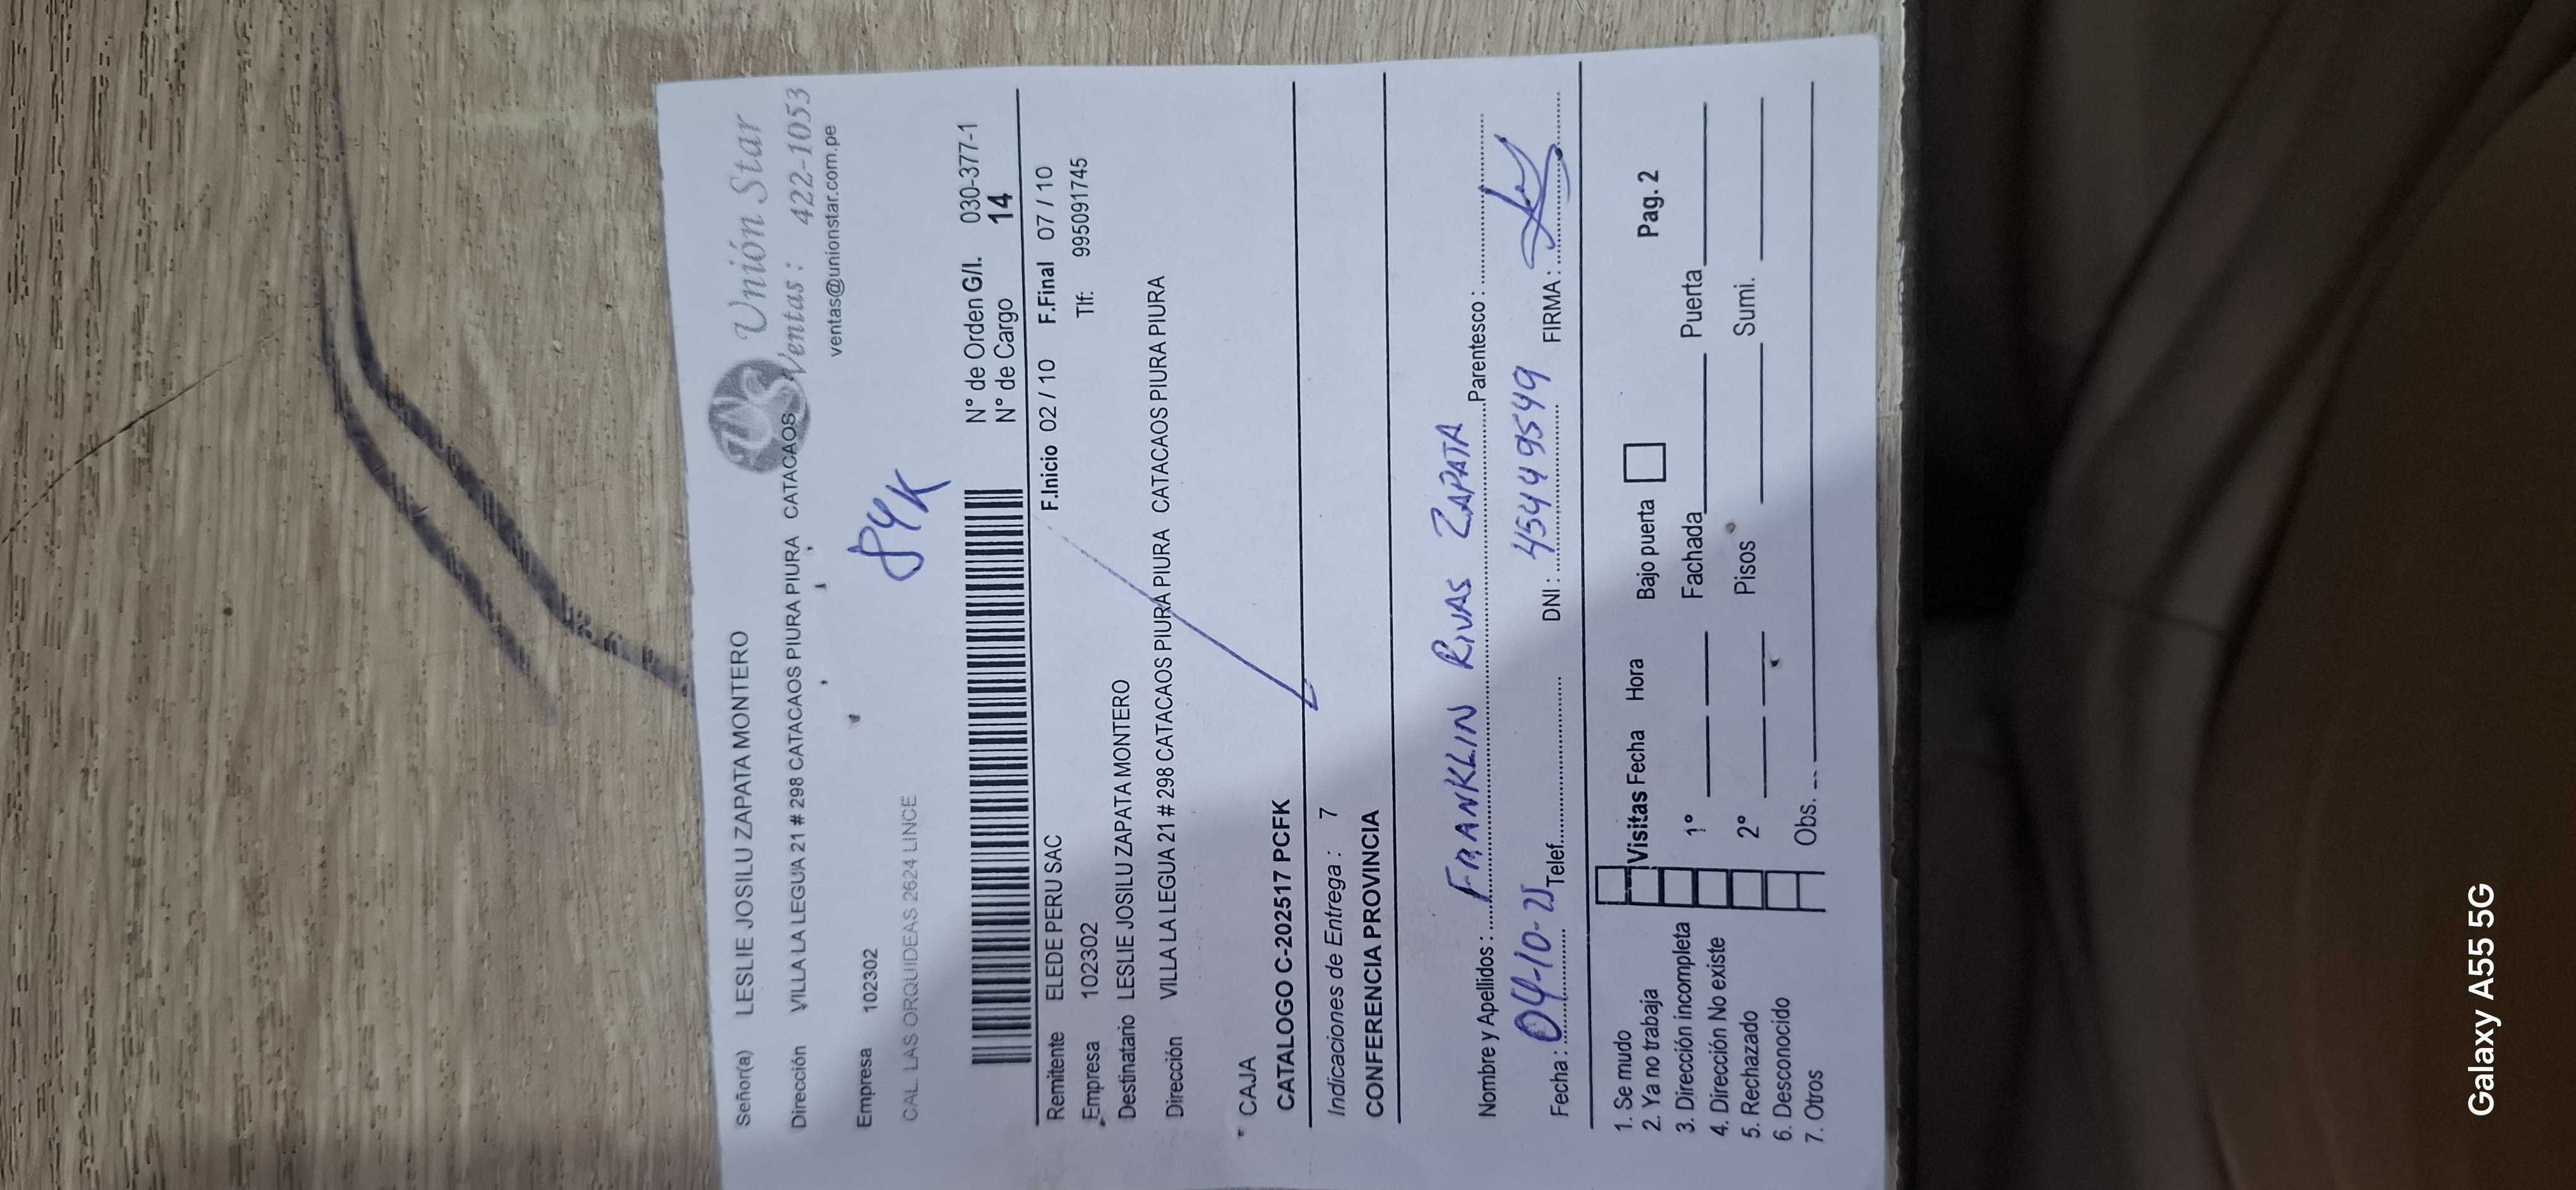 Unión Star
Ventas : 422-1053
ventas@unionstar.com.pe
Señor(a) LESLIE JOSILU ZAPATA MONTERO
Dirección VILLA LA LEGUA 21 # 298 CATACAOS PIURA PIURA CATACAOS
Empresa 102302
84K
CAL. LAS ORQUIDEAS 2624 LINCE
N° de Orden G/I. 030-377-1
N° de Cargo 14
F.Inicio 02 / 10 F.Final 07 / 10
Remitente ELEDE PERU SAC
Tlf: 995091745
Empresa 102302
Destinatario LESLIE JOSILU ZAPATA MONTERO
Dirección VILLA LA LEGUA 21 # 298 CATACAOS PIURA PIURA CATACAOS PIURA PIURA
CAJA
CATALOGO C-202517 PCFK
Indicaciones de Entrega : 7
CONFERENCIA PROVINCIA
Nombre y Apellidos : FRANKLIN RIVAS ZAPATA Parentesco :
Fecha : 04-10-25 Telef. DNI : 454449549 FIRMA :
1. Se mudo
2. Ya no trabaja Visitas Fecha Hora Bajo puerta Pag. 2
3. Dirección incompleta
4. Dirección No existe 1° Fachada Puerta
5. Rechazado 2° Pisos Sumi.
6. Desconocido
7. Otros Obs.
Galaxy A55 5G